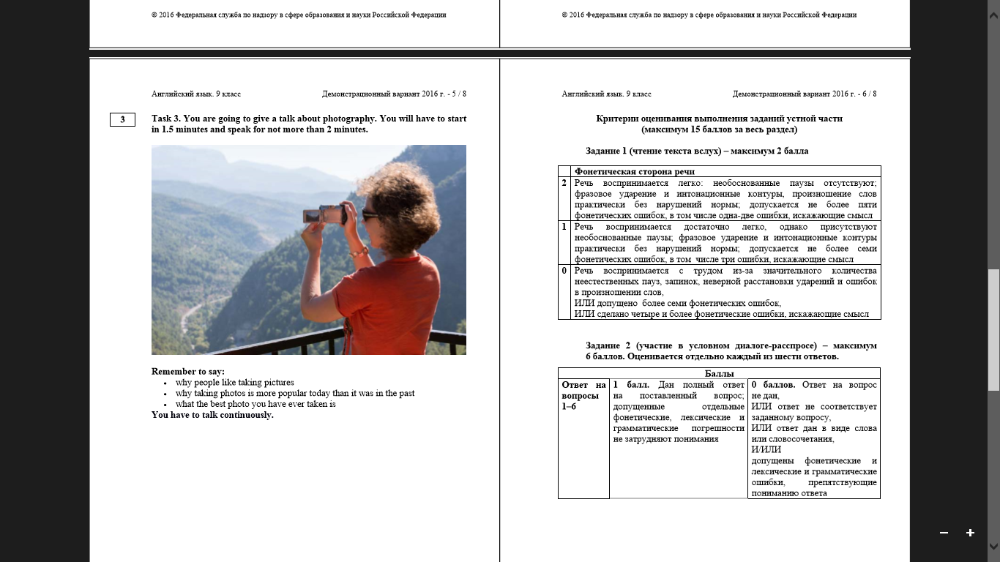 © 2016 Федеральная служба по надзору в сфере образования и науки Российской Федерации
© 2016 Федеральная служба по надзору в сфере образования и науки Российской Федерации
Английский язык. 9 класс
Демонстрационный вариант 2016 г. - 5 / 8
3
Task 3. You are going to give a talk about photography. You will have to start
in 1.5 minutes and speak for not more than 2 minutes.
Remember to say:
• why people like taking pictures
• why taking photos is more popular today than it was in the past
• what the best photo you have ever taken is
You have to talk continuously.
Английский язык. 9 класс
Демонстрационный вариант 2016 г. - 6 / 8
Критерии оценивания выполнения заданий устной части
(максимум 15 баллов за весь раздел)
Задание 1 (чтение текста вслух) – максимум 2 балла
Фонетическая сторона речи
2 Речь воспринимается легко: необоснованные паузы отсутствуют;
фразовое ударение и интонационные контуры, произношение слов
практически без нарушений нормы; допускается не более пяти
фонетических ошибок, в том числе одна-две ошибки, искажающие смысл
1 Речь воспринимается достаточно легко, однако присутствуют
необоснованные паузы; фразовое ударение и интонационные контуры
практически без нарушений нормы; допускается не более семи
фонетических ошибок, в том числе три ошибки, искажающие смысл
0 Речь воспринимается с трудом из-за значительного количества
неестественных пауз, запинок, неверной расстановки ударений и ошибок
в произношении слов,
ИЛИ допущено более семи фонетических ошибок,
ИЛИ сделано четыре и более фонетические ошибки, искажающие смысл
Задание 2 (участие в условном диалоге-расспросе) – максимум
6 баллов. Оценивается отдельно каждый из шести ответов.
Баллы
Ответ на
вопросы
1–6
1 балл. Дан полный ответ
на поставленный вопрос;
допущенные отдельные
фонетические, лексические и
грамматические погрешности
не затрудняют понимания
0 баллов. Ответ на вопрос
не дан,
ИЛИ ответ не соответствует
заданному вопросу,
ИЛИ ответ дан в виде слова
или словосочетания,
И/ИЛИ
допущены фонетические и
лексические и грамматические
ошибки, препятствующие
пониманию ответа